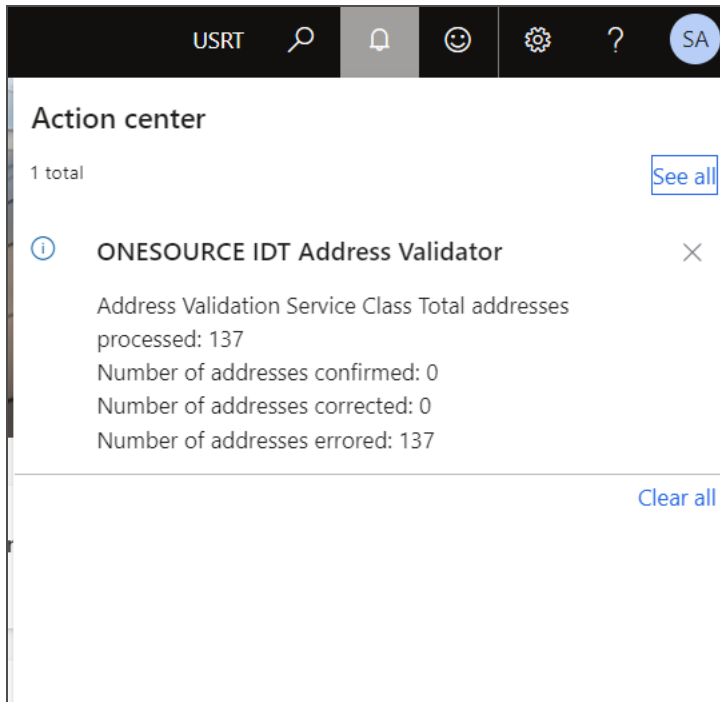 USRT
?
SA
Action center
1 total
See all
ONESOURCE IDT Address Validator
Address Validation Service Class Total addresses
processed: 137
Number of addresses confirmed: 0
Number of addresses corrected: 0
Number of addresses errored: 137
Clear all
r